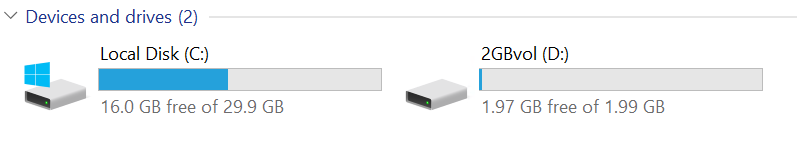 Devices and drives (2)
Local Disk (C:)
16.0 GB free of 29.9 GB
2GBvol (D:)
1.97 GB free of 1.99 GB